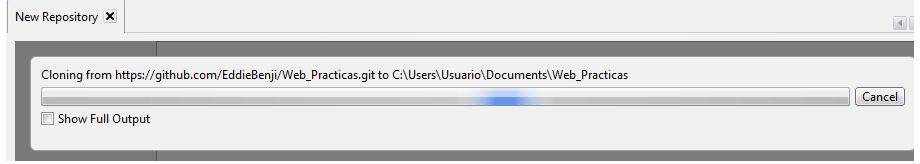 New Repository
Cloning from https://github.com/EddieBenji/Web_Practicas.git to C:\Users\Usuario\Documents\Web_Practicas
Cancel
Show Full Output